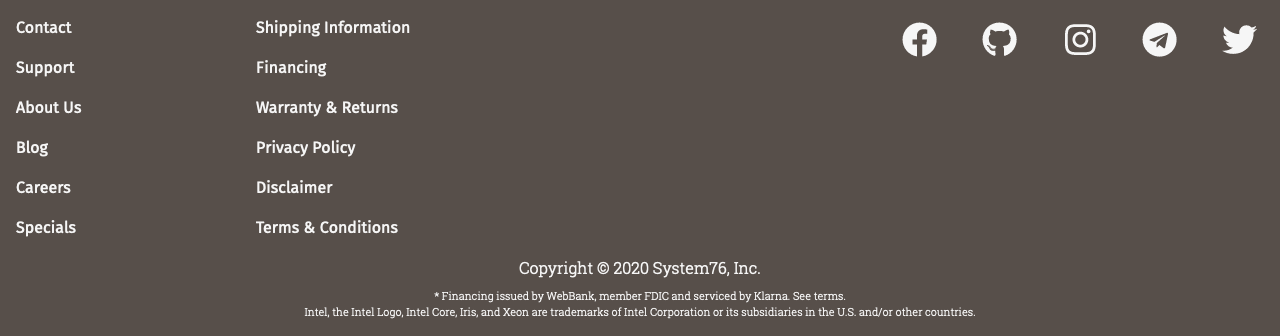 Contact
Support
About Us
Blog
Careers
Specials
Shipping Information
Financing
Warranty & Returns
Privacy Policy
Disclaimer
Terms & Conditions
Copyright © 2020 System76, Inc.
* Financing issued by WebBank, member FDIC and serviced by Klarna. See terms.
Intel, the Intel Logo, Intel Core, Iris, and Xeon are trademarks of Intel Corporation or its subsidiaries in the U.S. and/or other countries.